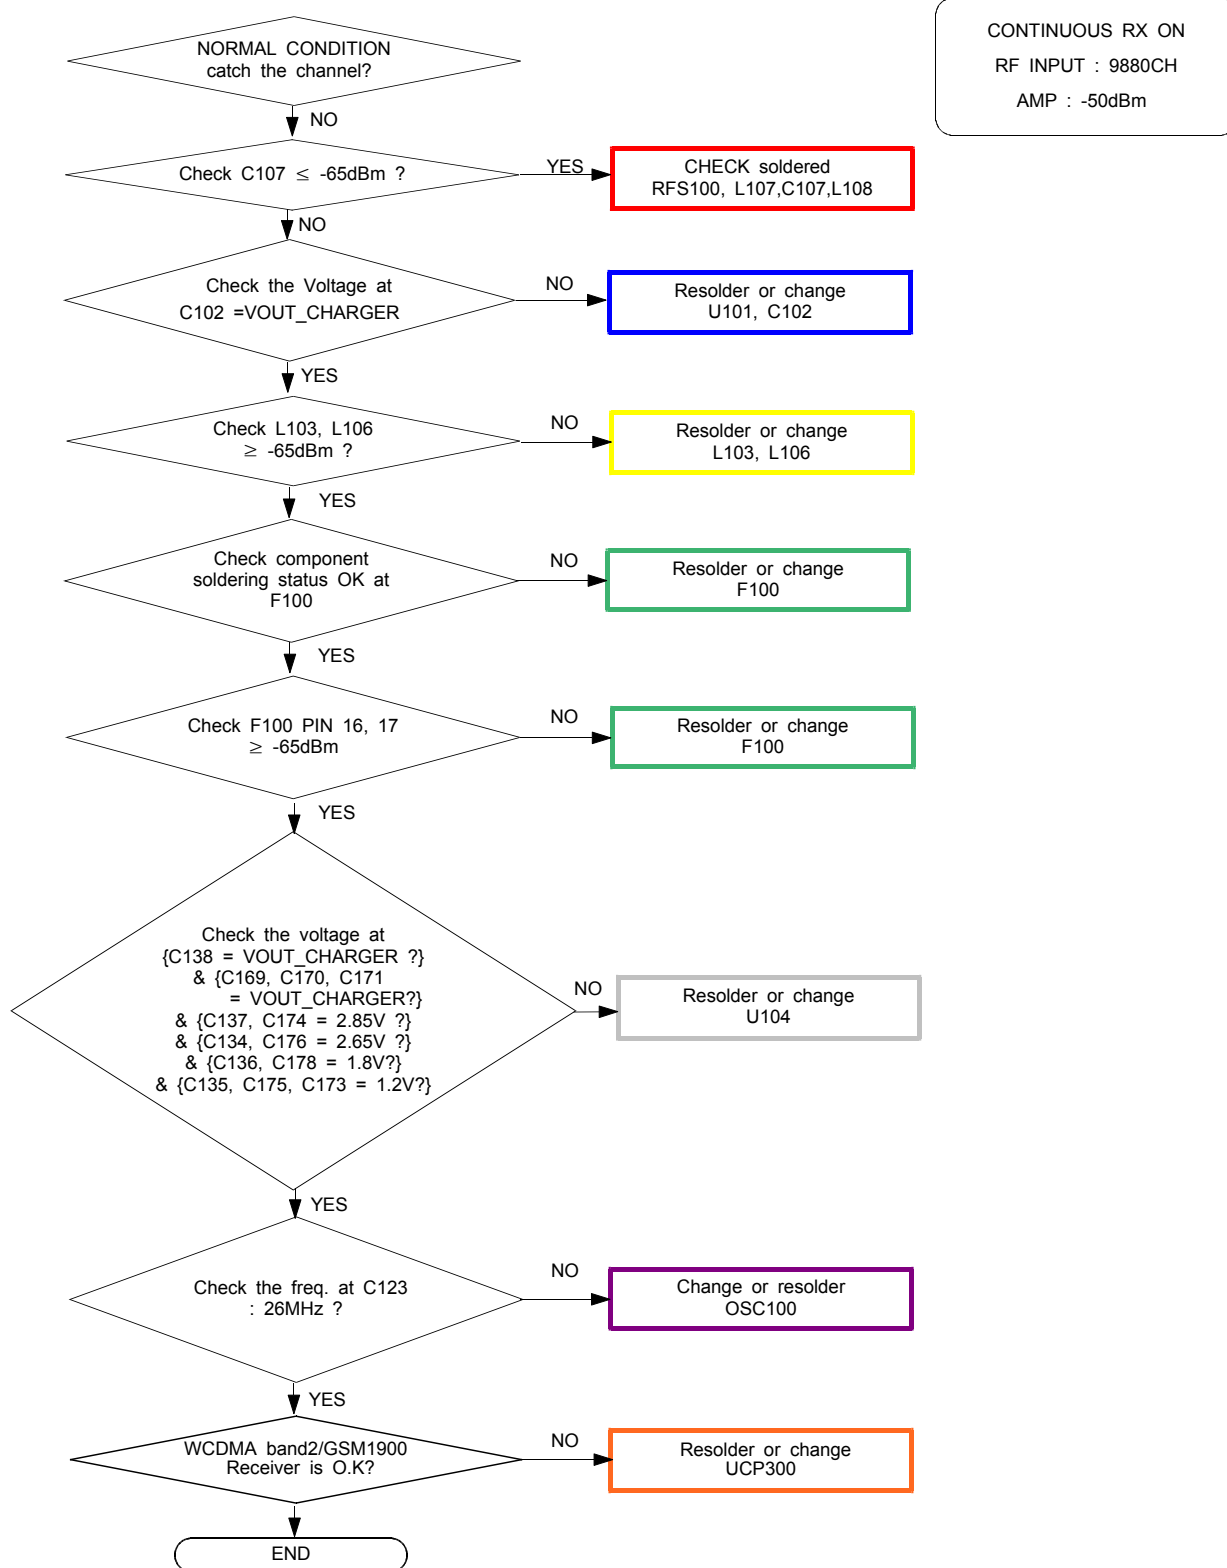 NORMAL CONDITION
catch the channel?
CONTINUOUS RX ON
RF INPUT : 9880CH
AMP : -50dBm
NO
Check C107 ≤ -65dBm ?
YES
CHECK soldered
RFS100, L107,C107,L108
NO
Check the Voltage at
C102 =VOUT_CHARGER
NO
Resolder or change
U101, C102
YES
Check L103, L106
≥ -65dBm ?
NO
Resolder or change
L103, L106
YES
Check component
soldering status OK at
F100
NO
Resolder or change
F100
YES
Check F100 PIN 16, 17
≥ -65dBm
NO
Resolder or change
F100
YES
Check the voltage at
{C138 = VOUT_CHARGER ?}
& {C169, C170, C171
= VOUT_CHARGER?}
& {C137, C174 = 2.85V ?}
& {C134, C176 = 2.65V ?}
& {C136, C178 = 1.8V?}
& {C135, C175, C173 = 1.2V?}
NO
Resolder or change
U104
YES
Check the freq. at C123
: 26MHz ?
NO
Change or resolder
OSC100
YES
WCDMA band2/GSM1900
Receiver is O.K?
NO
Resolder or change
UCP300
END